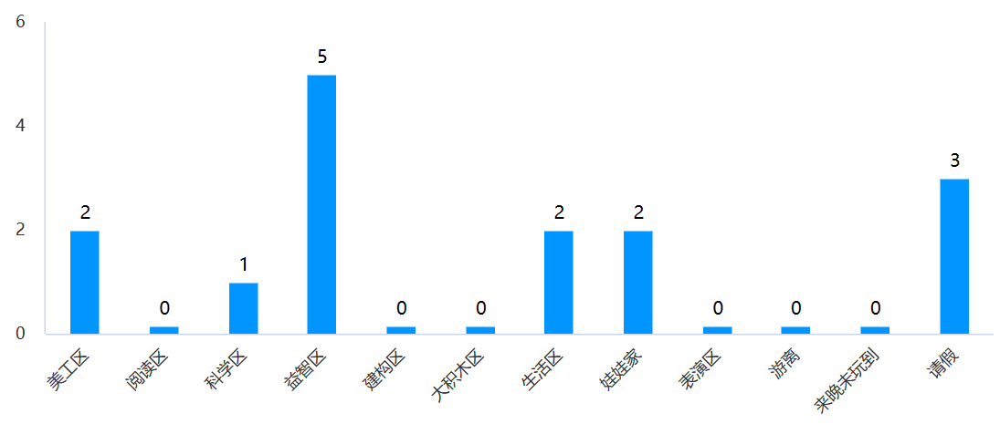 6
4
2
0
2
0
1
5
0
0
2
2
0
0
0
3
美工区
阅读区
科学区
益智区
建构区
大积木区
生活区
娃娃家
表演区
游离
来晚未玩到
请假